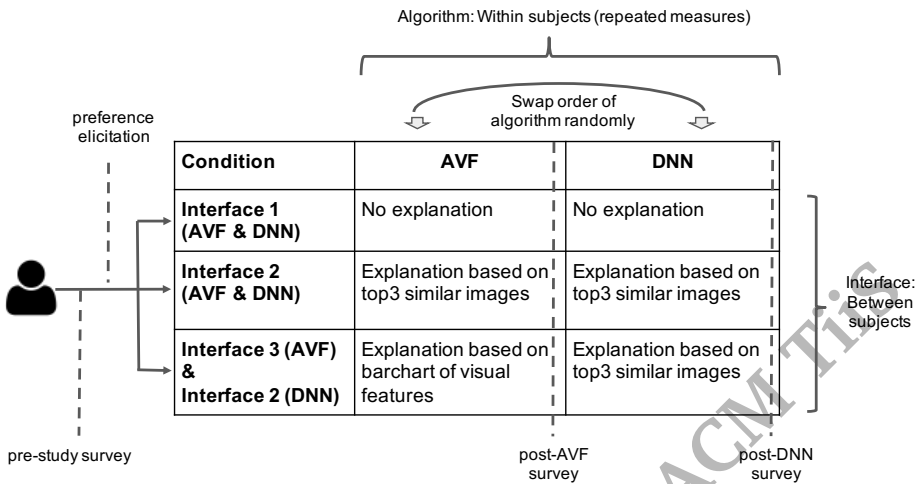 Algorithm: Within subjects (repeated measures)
Swap order of
algorithm randomly
preference
elicitation
Condition
AVF
DNN
Interface 1
(AVF & DNN)
No explanation
No explanation
Interface 2
(AVF & DNN)
Explanation based on
top3 similar images
Explanation based on
top3 similar images
Interface:
Between
subjects
Interface 3 (AVF)
&
Interface 2 (DNN)
Explanation based on
barchart of visual
features
Explanation based on
top3 similar images
pre-study survey
post-AVF
survey
post-DNN
survey
ACM TiiS